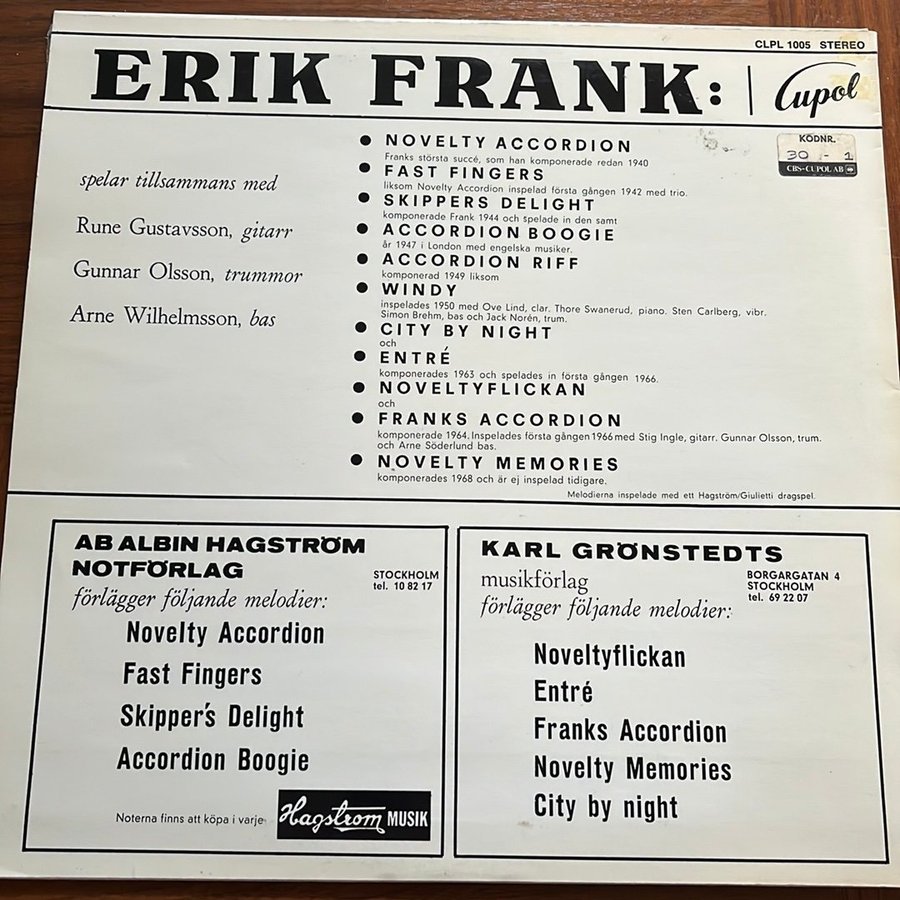 CLPL 1005 STEREO
ERIK FRANK:
Cupol
KODNR.
30 - 1
CBS-CUPOL AB
spelar tillsammans med
Rune Gustavsson, gitarr
Gunnar Olsson, trummor
Arne Wilhelmsson, bas
● NOVELTY ACCORDION
Franks största succé, som han komponerade redan 1940
● FAST FINGERS
liksom Novelty Accordion inspelad första gången 1942 med trio.
● SKIPPERS DELIGHT
komponerade Frank 1944 och spelade in den samt
● ACCORDION BOOGIE
år 1947 i London med engelska musiker.
● ACCORDION RIFF
komponerad 1949 liksom
● WINDY
inspelades 1950 med Ove Lind, clar. Thore Swanerud, piano. Sten Carlberg, vibr.
Simon Brehm, bas och Jack Norén, trum.
● CITY BY NIGHT
och
● ENTRÉ
komponerades 1963 och spelades in första gången 1966.
● NOVELTYFLICKAN
och
● FRANKS ACCORDION
komponerade 1964. Inspelades första gången 1966 med Stig Ingle, gitarr. Gunnar Olsson, trum.
och Arne Söderlund bas.
● NOVELTY MEMORIES
komponerades 1968 och är ej inspelad tidigare.
Melodierna inspelade med ett Hagström/Giulietti dragspel.
AB ALBIN HAGSTRÖM
NOTFÖRLAG
STOCKHOLM
tel. 10 82 17
förlägger följande melodier:
Novelty Accordion
Fast Fingers
Skipper's Delight
Accordion Boogie
Noterna finns att köpa i varje
Hagstrom MUSIK
KARL GRÖNSTEDTS
musikförlag
BORGARGATAN 4
STOCKHOLM
tel. 69 22 07
förlägger följande melodier:
Noveltyflickan
Entré
Franks Accordion
Novelty Memories
City by night